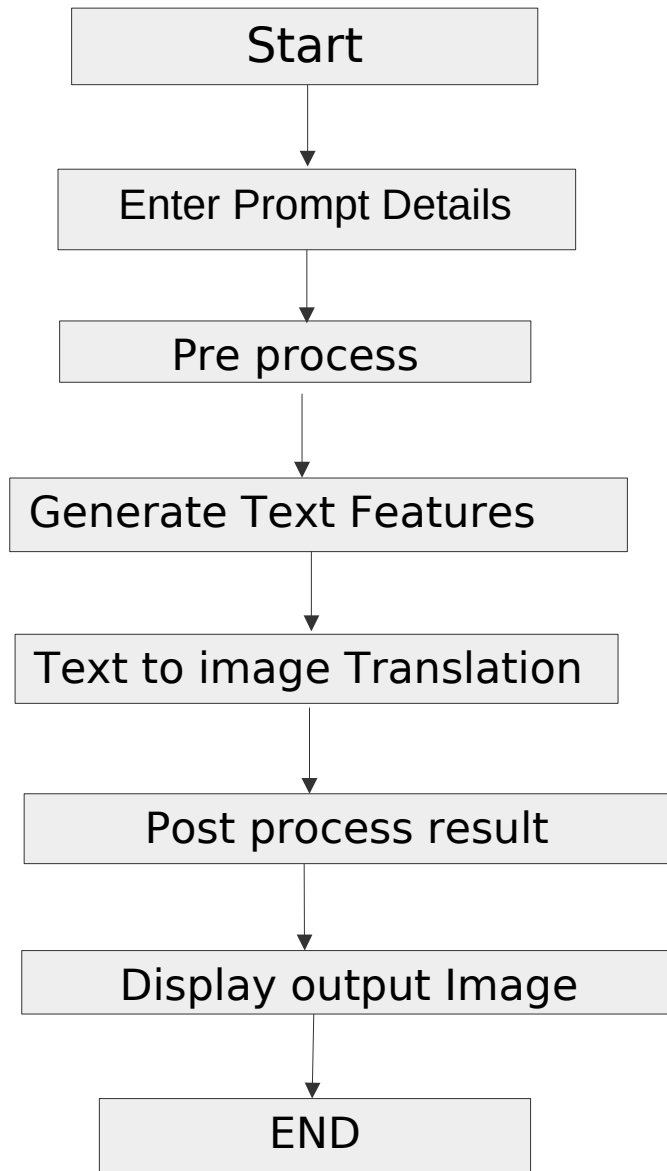 Start
Enter Prompt Details
Pre process
Generate Text Features
Text to image Translation
Post process result
Display output Image
END